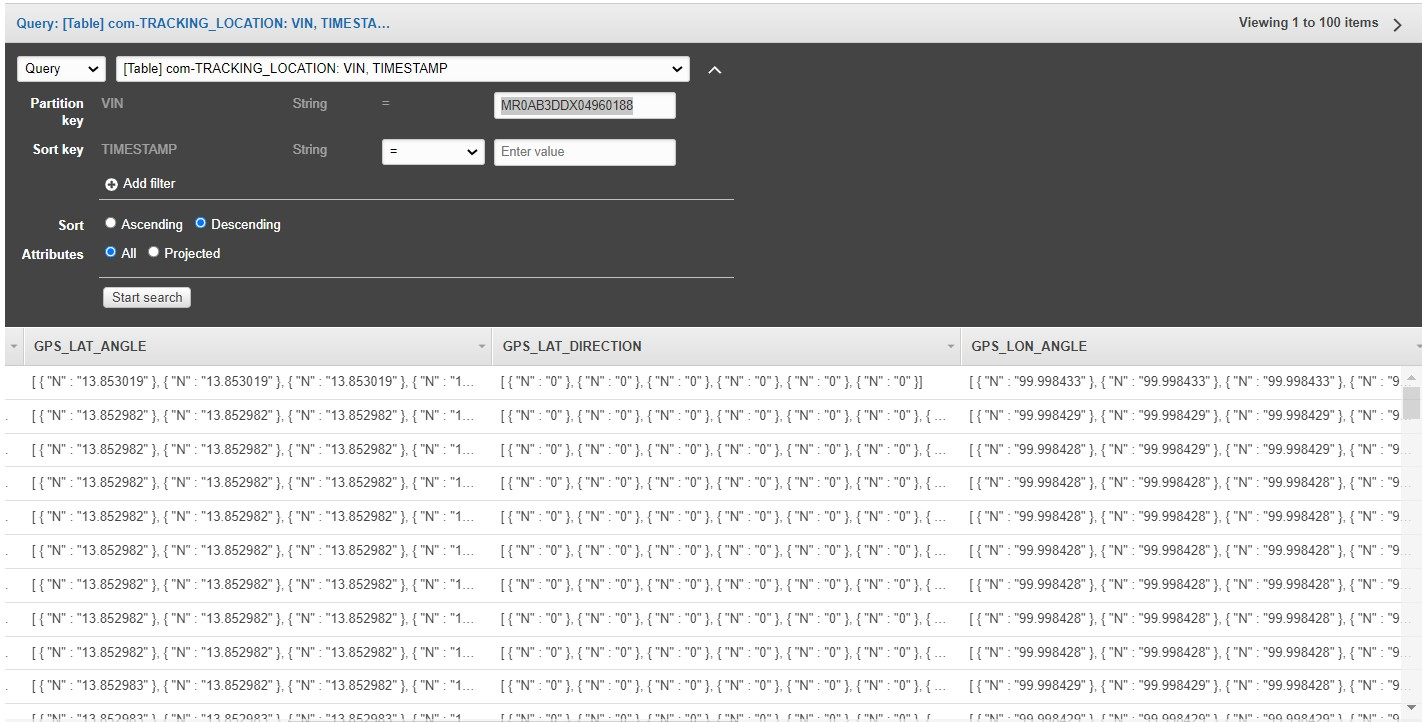 Query: [Table] com-TRACKING_LOCATION: VIN, TIMESTA… Viewing 1 to 100 items
Query [Table] com-TRACKING_LOCATION: VIN, TIMESTAMP
Partition key VIN String = MR0AB3DDX04960188
Sort key TIMESTAMP String = Enter value
Add filter
Sort Ascending Descending
Attributes All Projected
Start search
GPS_LAT_ANGLE GPS_LAT_DIRECTION GPS_LON_ANGLE
[ { "N" : "13.853019" }, { "N" : "13.853019" }, { "N" : "13.853019" }, { "N" : "1… [ { "N" : "0" }, { "N" : "0" }, { "N" : "0" }, { "N" : "0" }, { "N" : "0" }, { "N" : "0" }] [ { "N" : "99.998433" }, { "N" : "99.998433" }, { "N" : "99.998433" }, { "N" : "9…
[ { "N" : "13.852982" }, { "N" : "13.852982" }, { "N" : "13.852982" }, { "N" : "1… [ { "N" : "0" }, { "N" : "0" }, { "N" : "0" }, { "N" : "0" }, { "N" : "0" }, { "N" : "0" }, { … [ { "N" : "99.998429" }, { "N" : "99.998429" }, { "N" : "99.998429" }, { "N" : "9…
[ { "N" : "13.852982" }, { "N" : "13.852982" }, { "N" : "13.852982" }, { "N" : "1… [ { "N" : "0" }, { "N" : "0" }, { "N" : "0" }, { "N" : "0" }, { "N" : "0" }, { "N" : "0" }, { … [ { "N" : "99.998428" }, { "N" : "99.998429" }, { "N" : "99.998429" }, { "N" : "9…
[ { "N" : "13.852982" }, { "N" : "13.852982" }, { "N" : "13.852982" }, { "N" : "1… [ { "N" : "0" }, { "N" : "0" }, { "N" : "0" }, { "N" : "0" }, { "N" : "0" }, { "N" : "0" }, { … [ { "N" : "99.998428" }, { "N" : "99.998428" }, { "N" : "99.998428" }, { "N" : "9…
[ { "N" : "13.852982" }, { "N" : "13.852982" }, { "N" : "13.852982" }, { "N" : "1… [ { "N" : "0" }, { "N" : "0" }, { "N" : "0" }, { "N" : "0" }, { "N" : "0" }, { "N" : "0" }, { … [ { "N" : "99.998428" }, { "N" : "99.998428" }, { "N" : "99.998428" }, { "N" : "9…
[ { "N" : "13.852982" }, { "N" : "13.852982" }, { "N" : "13.852982" }, { "N" : "1… [ { "N" : "0" }, { "N" : "0" }, { "N" : "0" }, { "N" : "0" }, { "N" : "0" }, { "N" : "0" }, { … [ { "N" : "99.998428" }, { "N" : "99.998428" }, { "N" : "99.998428" }, { "N" : "9…
[ { "N" : "13.852982" }, { "N" : "13.852982" }, { "N" : "13.852982" }, { "N" : "1… [ { "N" : "0" }, { "N" : "0" }, { "N" : "0" }, { "N" : "0" }, { "N" : "0" }, { "N" : "0" }, { … [ { "N" : "99.998428" }, { "N" : "99.998428" }, { "N" : "99.998428" }, { "N" : "9…
[ { "N" : "13.852982" }, { "N" : "13.852982" }, { "N" : "13.852982" }, { "N" : "1… [ { "N" : "0" }, { "N" : "0" }, { "N" : "0" }, { "N" : "0" }, { "N" : "0" }, { "N" : "0" }, { … [ { "N" : "99.998428" }, { "N" : "99.998428" }, { "N" : "99.998428" }, { "N" : "9…
[ { "N" : "13.852982" }, { "N" : "13.852982" }, { "N" : "13.852982" }, { "N" : "1… [ { "N" : "0" }, { "N" : "0" }, { "N" : "0" }, { "N" : "0" }, { "N" : "0" }, { "N" : "0" }, { … [ { "N" : "99.998428" }, { "N" : "99.998428" }, { "N" : "99.998428" }, { "N" : "9…
[ { "N" : "13.852983" }, { "N" : "13.852982" }, { "N" : "13.852982" }, { "N" : "1… [ { "N" : "0" }, { "N" : "0" }, { "N" : "0" }, { "N" : "0" }, { "N" : "0" }, { "N" : "0" }, { … [ { "N" : "99.998429" }, { "N" : "99.998429" }, { "N" : "99.998428" }, { "N" : "9…